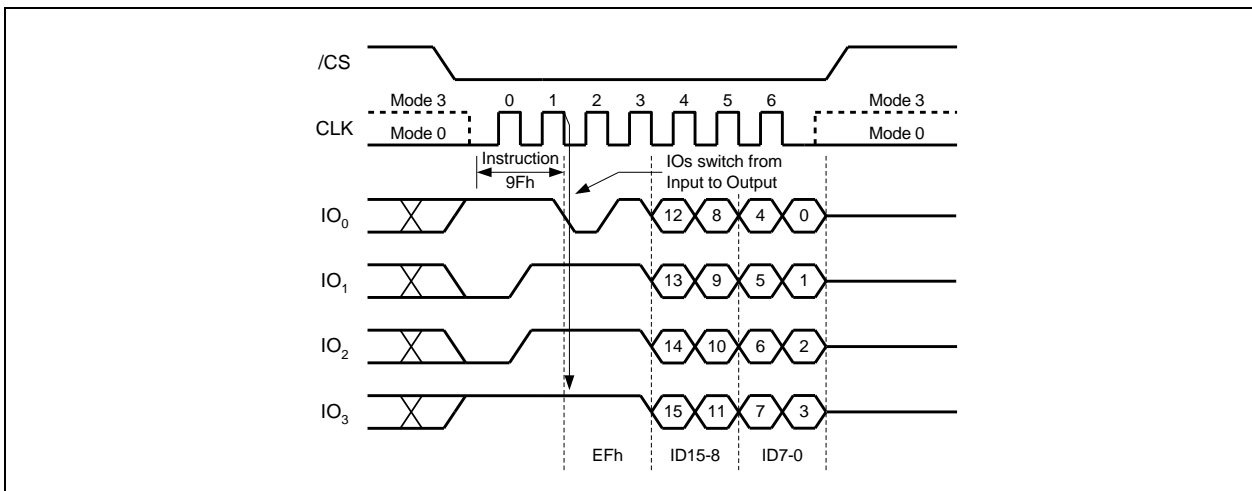 /CS
Mode 3 0 1 2 3 4 5 6 Mode 3
CLK
Mode 0 Mode 0
Instruction
9Fh
IOs switch from
Input to Output
IO0 12 8 4 0
IO1 13 9 5 1
IO2 14 10 6 2
IO3 15 11 7 3
EFh ID15-8 ID7-0